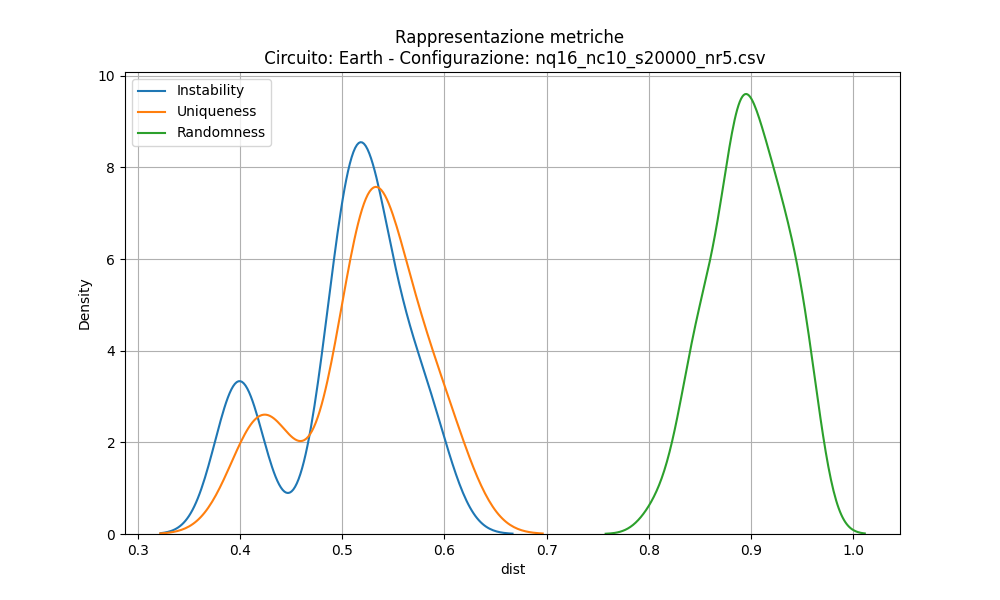 Rappresentazione metriche
Circuito: Earth - Configurazione: nq16_nc10_s20000_nr5.csv
Instability
Uniqueness
Randomness
Density
10
8
6
4
2
0
0.3 0.4 0.5 0.6 0.7 0.8 0.9 1.0
dist